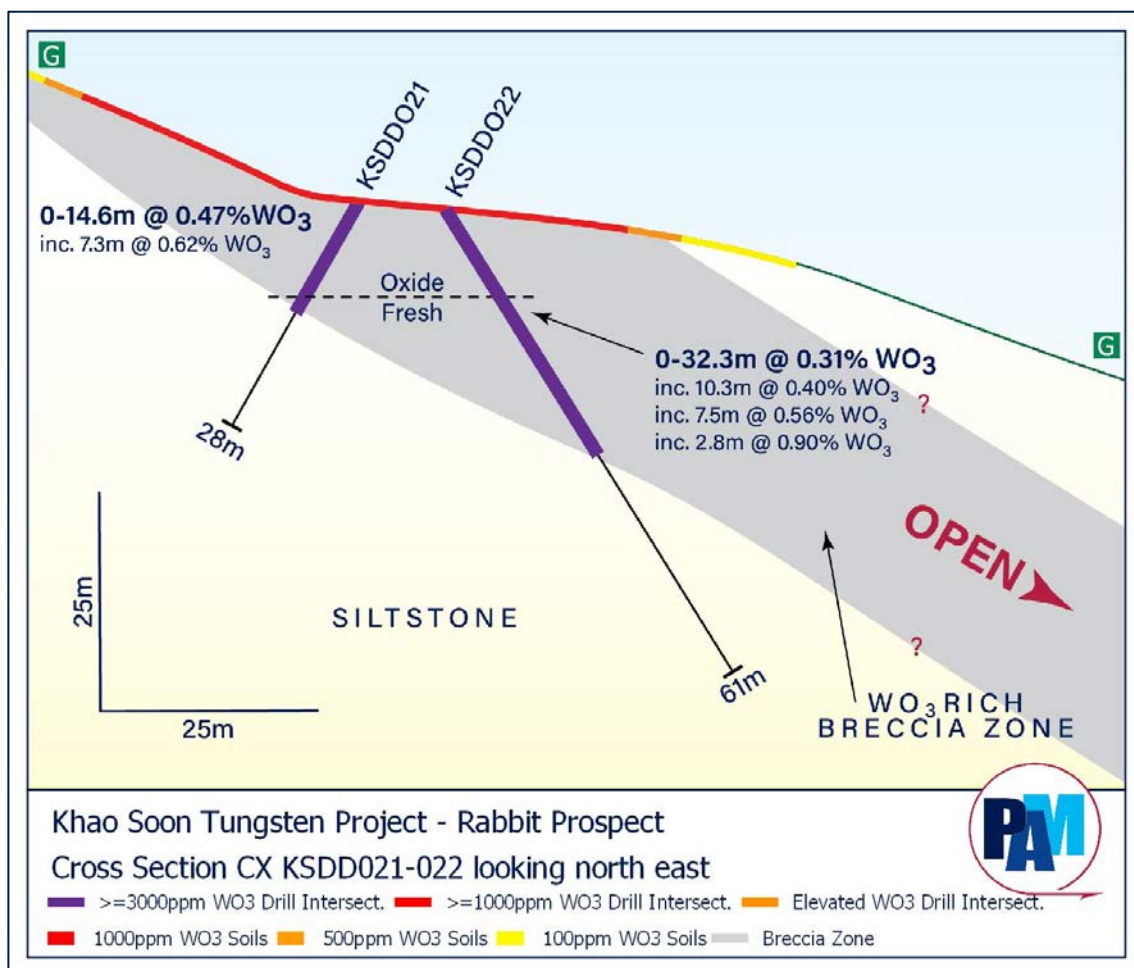 G
KSDD021
KSDD022
0-14.6m @ 0.47% WO₃
inc. 7.3m @ 0.62% WO₃
Oxide
Fresh
G
0-32.3m @ 0.31% WO₃
inc. 10.3m @ 0.40% WO₃
inc. 7.5m @ 0.56% WO₃
inc. 2.8m @ 0.90% WO₃
?
28m
OPEN
25m
SILTSTONE
?
61m
25m
WO₃ RICH
BRECCIA ZONE
Khao Soon Tungsten Project - Rabbit Prospect
Cross Section CX KSDD021-022 looking north east
PAM
>=3000ppm WO3 Drill Intersect. >=1000ppm WO3 Drill Intersect. Elevated WO3 Drill Intersect.
1000ppm WO3 Soils 500ppm WO3 Soils 100ppm WO3 Soils Breccia Zone